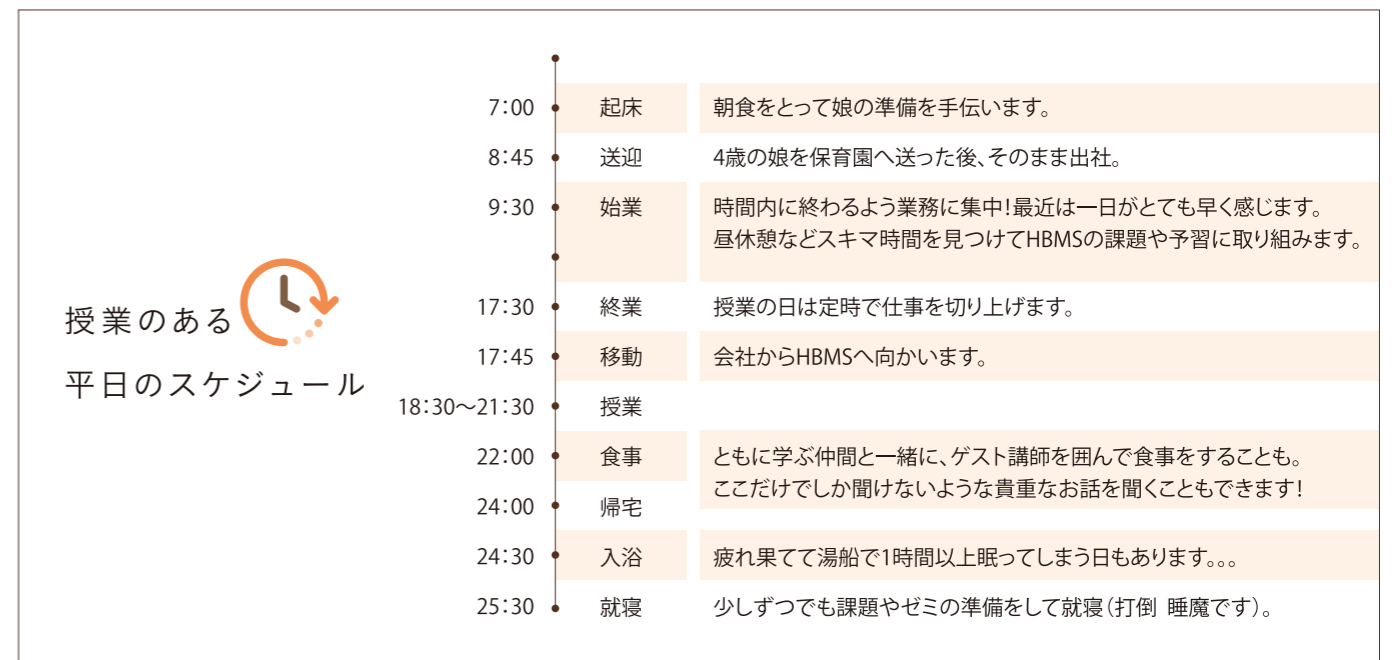 授業のある
平日のスケジュール
7：00 起床 朝食をとって娘の準備を手伝います。
8：45 送迎 4歳の娘を保育園へ送った後、そのまま出社。
9：30 始業 時間内に終わるよう業務に集中！最近は一日がとても早く感じます。
昼休憩などスキマ時間を見つけてHBMSの課題や予習に取り組みます。
17：30 終業 授業の日は定時で仕事を切り上げます。
17：45 移動 会社からHBMSへ向かいます。
18：30～21：30 授業
22：00 食事 ともに学ぶ仲間と一緒に、ゲスト講師を囲んで食事をすることも。
ここだけでしか聞けないような貴重なお話を聞くこともできます！
24：00 帰宅
24：30 入浴 疲れ果てて湯船で1時間以上眠ってしまう日もあります。。。
25：30 就寝 少しずつでも課題やゼミの準備をして就寝（打倒 睡魔です）。